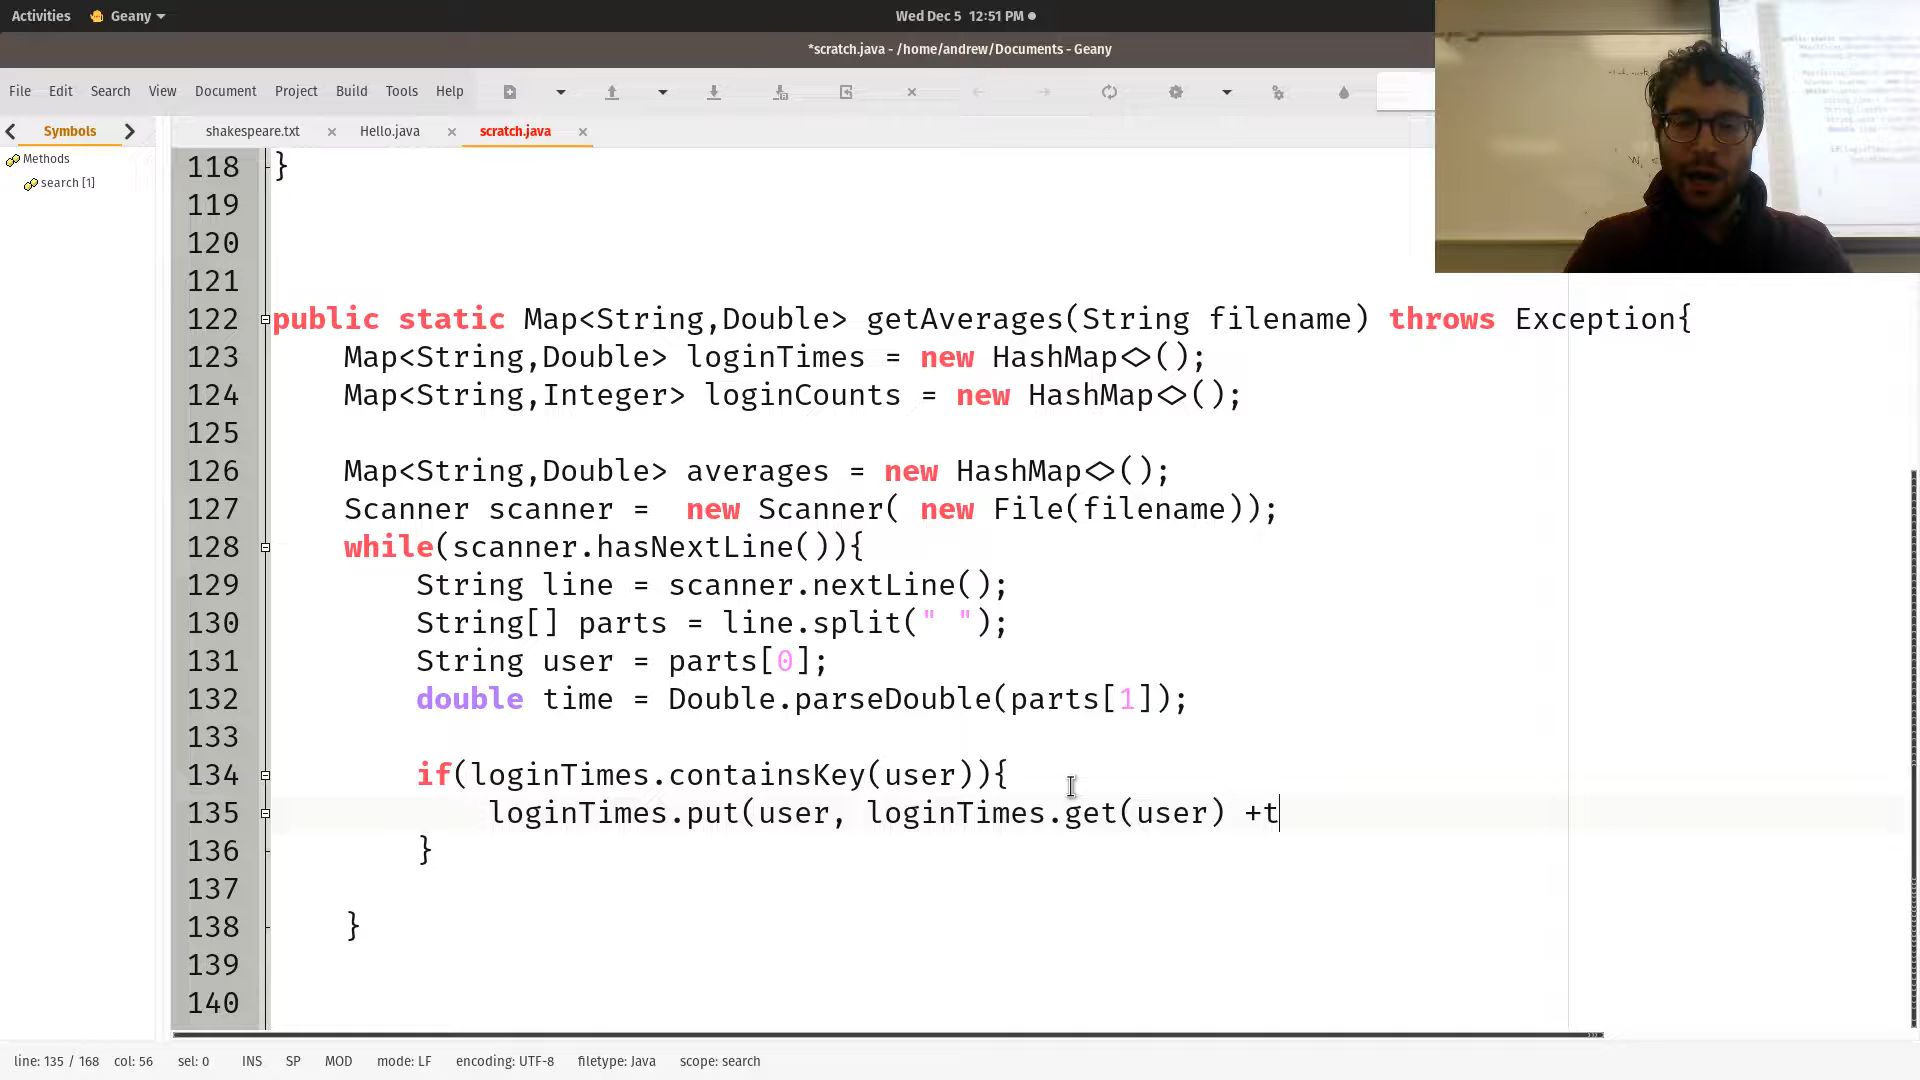 Activities Geany Wed Dec 5 12:51 PM
*scratch.java - /home/andrew/Documents - Geany
File Edit Search View Document Project Build Tools Help
Symbols shakespeare.txt Hello.java scratch.java
Methods
search [1]
118 }
119
120
121
122 public static Map<String,Double> getAverages(String filename) throws Exception{
123 Map<String,Double> loginTimes = new HashMap<>();
124 Map<String,Integer> loginCounts = new HashMap<>();
125
126 Map<String,Double> averages = new HashMap<>();
127 Scanner scanner =  new Scanner( new File(filename));
128 while(scanner.hasNextLine()){
129 String line = scanner.nextLine();
130 String[] parts = line.split(" ");
131 String user = parts[0];
132 double time = Double.parseDouble(parts[1]);
133
134 if(loginTimes.containsKey(user)){
135 loginTimes.put(user, loginTimes.get(user) +t
136 }
137
138 }
139
140
line: 135 / 168 col: 56 sel: 0 INS SP MOD mode: LF encoding: UTF-8 filetype: Java scope: search